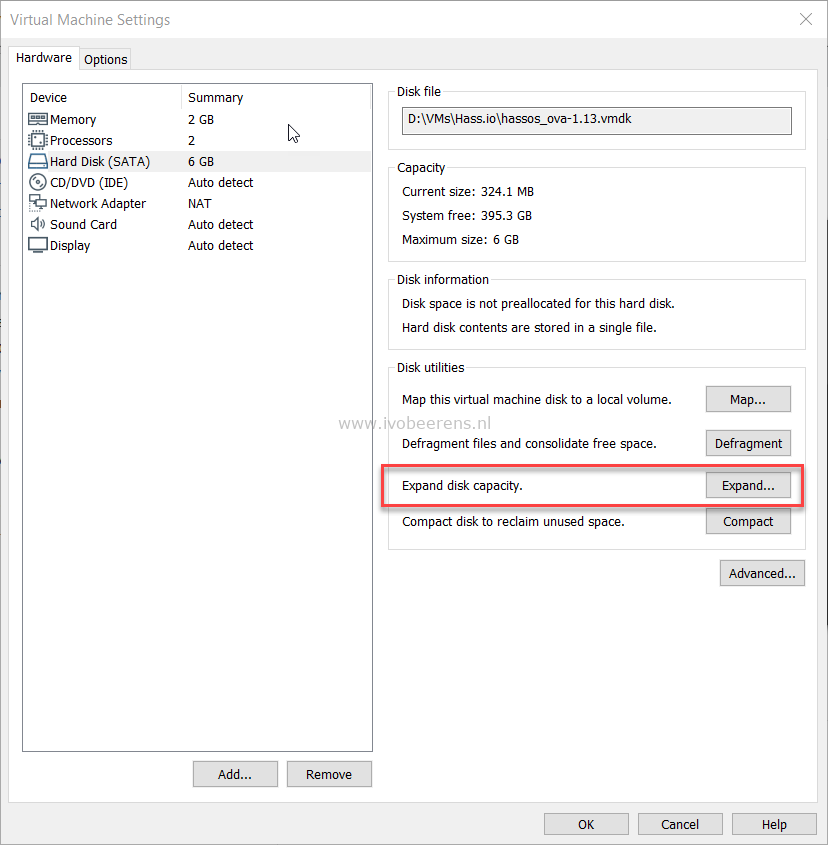 Virtual Machine Settings
Hardware
Options
Device Summary
Memory 2 GB
Processors 2
Hard Disk (SATA) 6 GB
CD/DVD (IDE) Auto detect
Network Adapter NAT
Sound Card Auto detect
Display Auto detect
Add...
Remove
Disk file
D:\VMs\Hass.io\hassos_ova-1.13.vmdk
Capacity
Current size: 324.1 MB
System free: 395.3 GB
Maximum size: 6 GB
Disk information
Disk space is not preallocated for this hard disk.
Hard disk contents are stored in a single file.
Disk utilities
Map this virtual machine disk to a local volume. Map...
www.ivobeerens.nl
Defragment files and consolidate free space. Defragment
Expand disk capacity. Expand...
Compact disk to reclaim unused space. Compact
Advanced...
OK
Cancel
Help